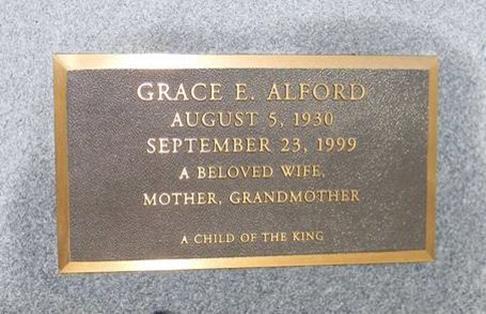 GRACE E. ALFORD
AUGUST 5, 1930
SEPTEMBER 23, 1999
A BELOVED WIFE,
MOTHER, GRANDMOTHER
A CHILD OF THE KING